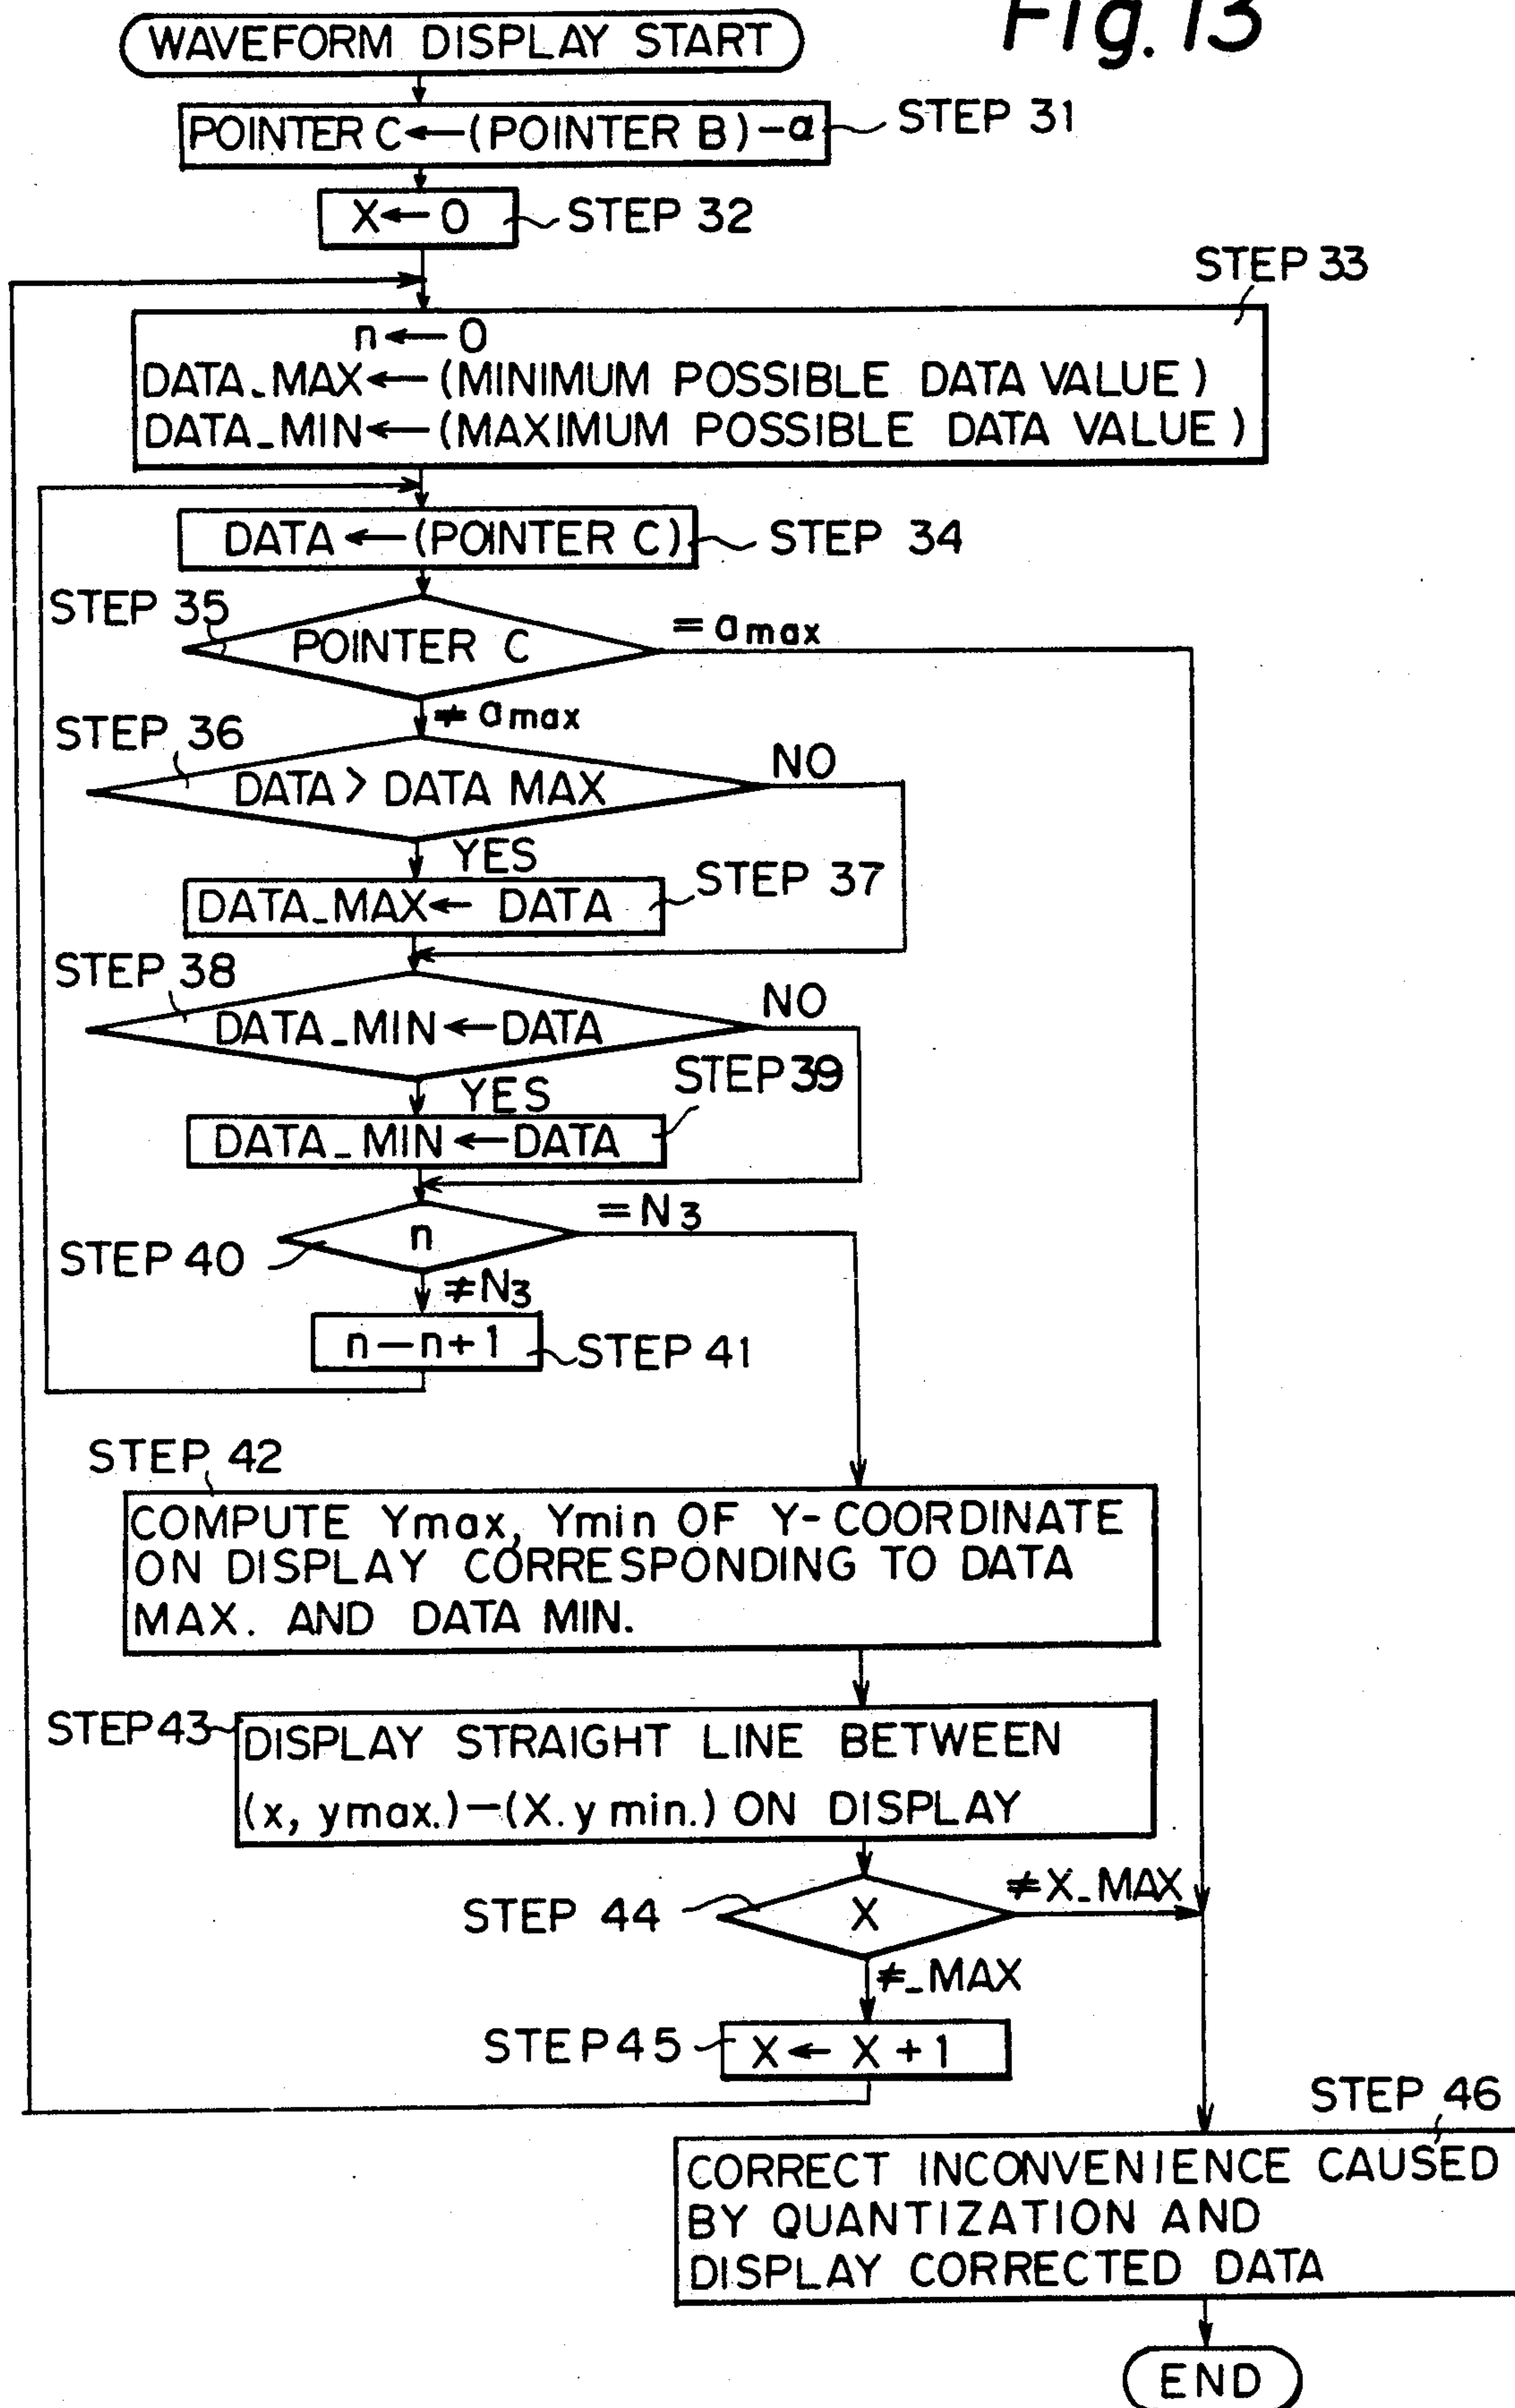 Fig. 13
WAVEFORM DISPLAY START
POINTER C←(POINTER B)-a
STEP 31
X←0
STEP 32
STEP 33
n←0
DATA_MAX←(MINIMUM POSSIBLE DATA VALUE)
DATA_MIN←(MAXIMUM POSSIBLE DATA VALUE)
DATA←(POINTER C)
STEP 34
STEP 35
POINTER C
=amax
≠amax
STEP 36
DATA > DATA MAX
NO
YES
DATA_MAX← DATA
STEP 37
STEP 38
DATA_MIN←DATA
NO
YES
STEP 39
DATA_MIN←DATA
STEP 40
n
=N3
≠N3
n-n+1
STEP 41
STEP 42
COMPUTE Ymax, Ymin OF Y-COORDINATE
ON DISPLAY CORRESPONDING TO DATA
MAX. AND DATA MIN.
STEP 43
DISPLAY STRAIGHT LINE BETWEEN
(x, ymax.)-(X. y min.) ON DISPLAY
STEP 44
X
≠X_MAX
≠_MAX
STEP 45
X← X+1
STEP 46
CORRECT INCONVENIENCE CAUSED
BY QUANTIZATION AND
DISPLAY CORRECTED DATA
END